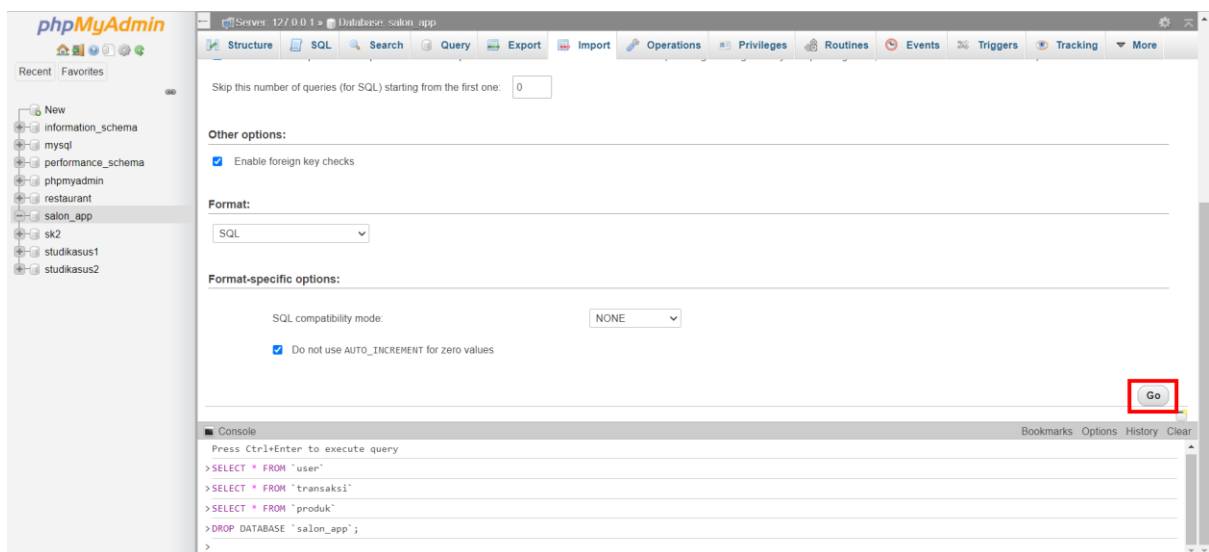 phpMyAdmin
Recent Favorites
New
information_schema
mysql
performance_schema
phpmyadmin
restaurant
salon_app
sk2
studikasus1
studikasus2
Server: 127.0.0.1 » Database: salon_app
Structure SQL Search Query Export Import Operations Privileges Routines Events Triggers Tracking More
Skip this number of queries (for SQL) starting from the first one: 0
Other options:
Enable foreign key checks
Format:
SQL
Format-specific options:
SQL compatibility mode: NONE
Do not use AUTO_INCREMENT for zero values
Go
Console Bookmarks Options History Clear
Press Ctrl+Enter to execute query
>SELECT * FROM `user`
>SELECT * FROM `transaksi`
>SELECT * FROM `produk`
>DROP DATABASE `salon_app`;
>